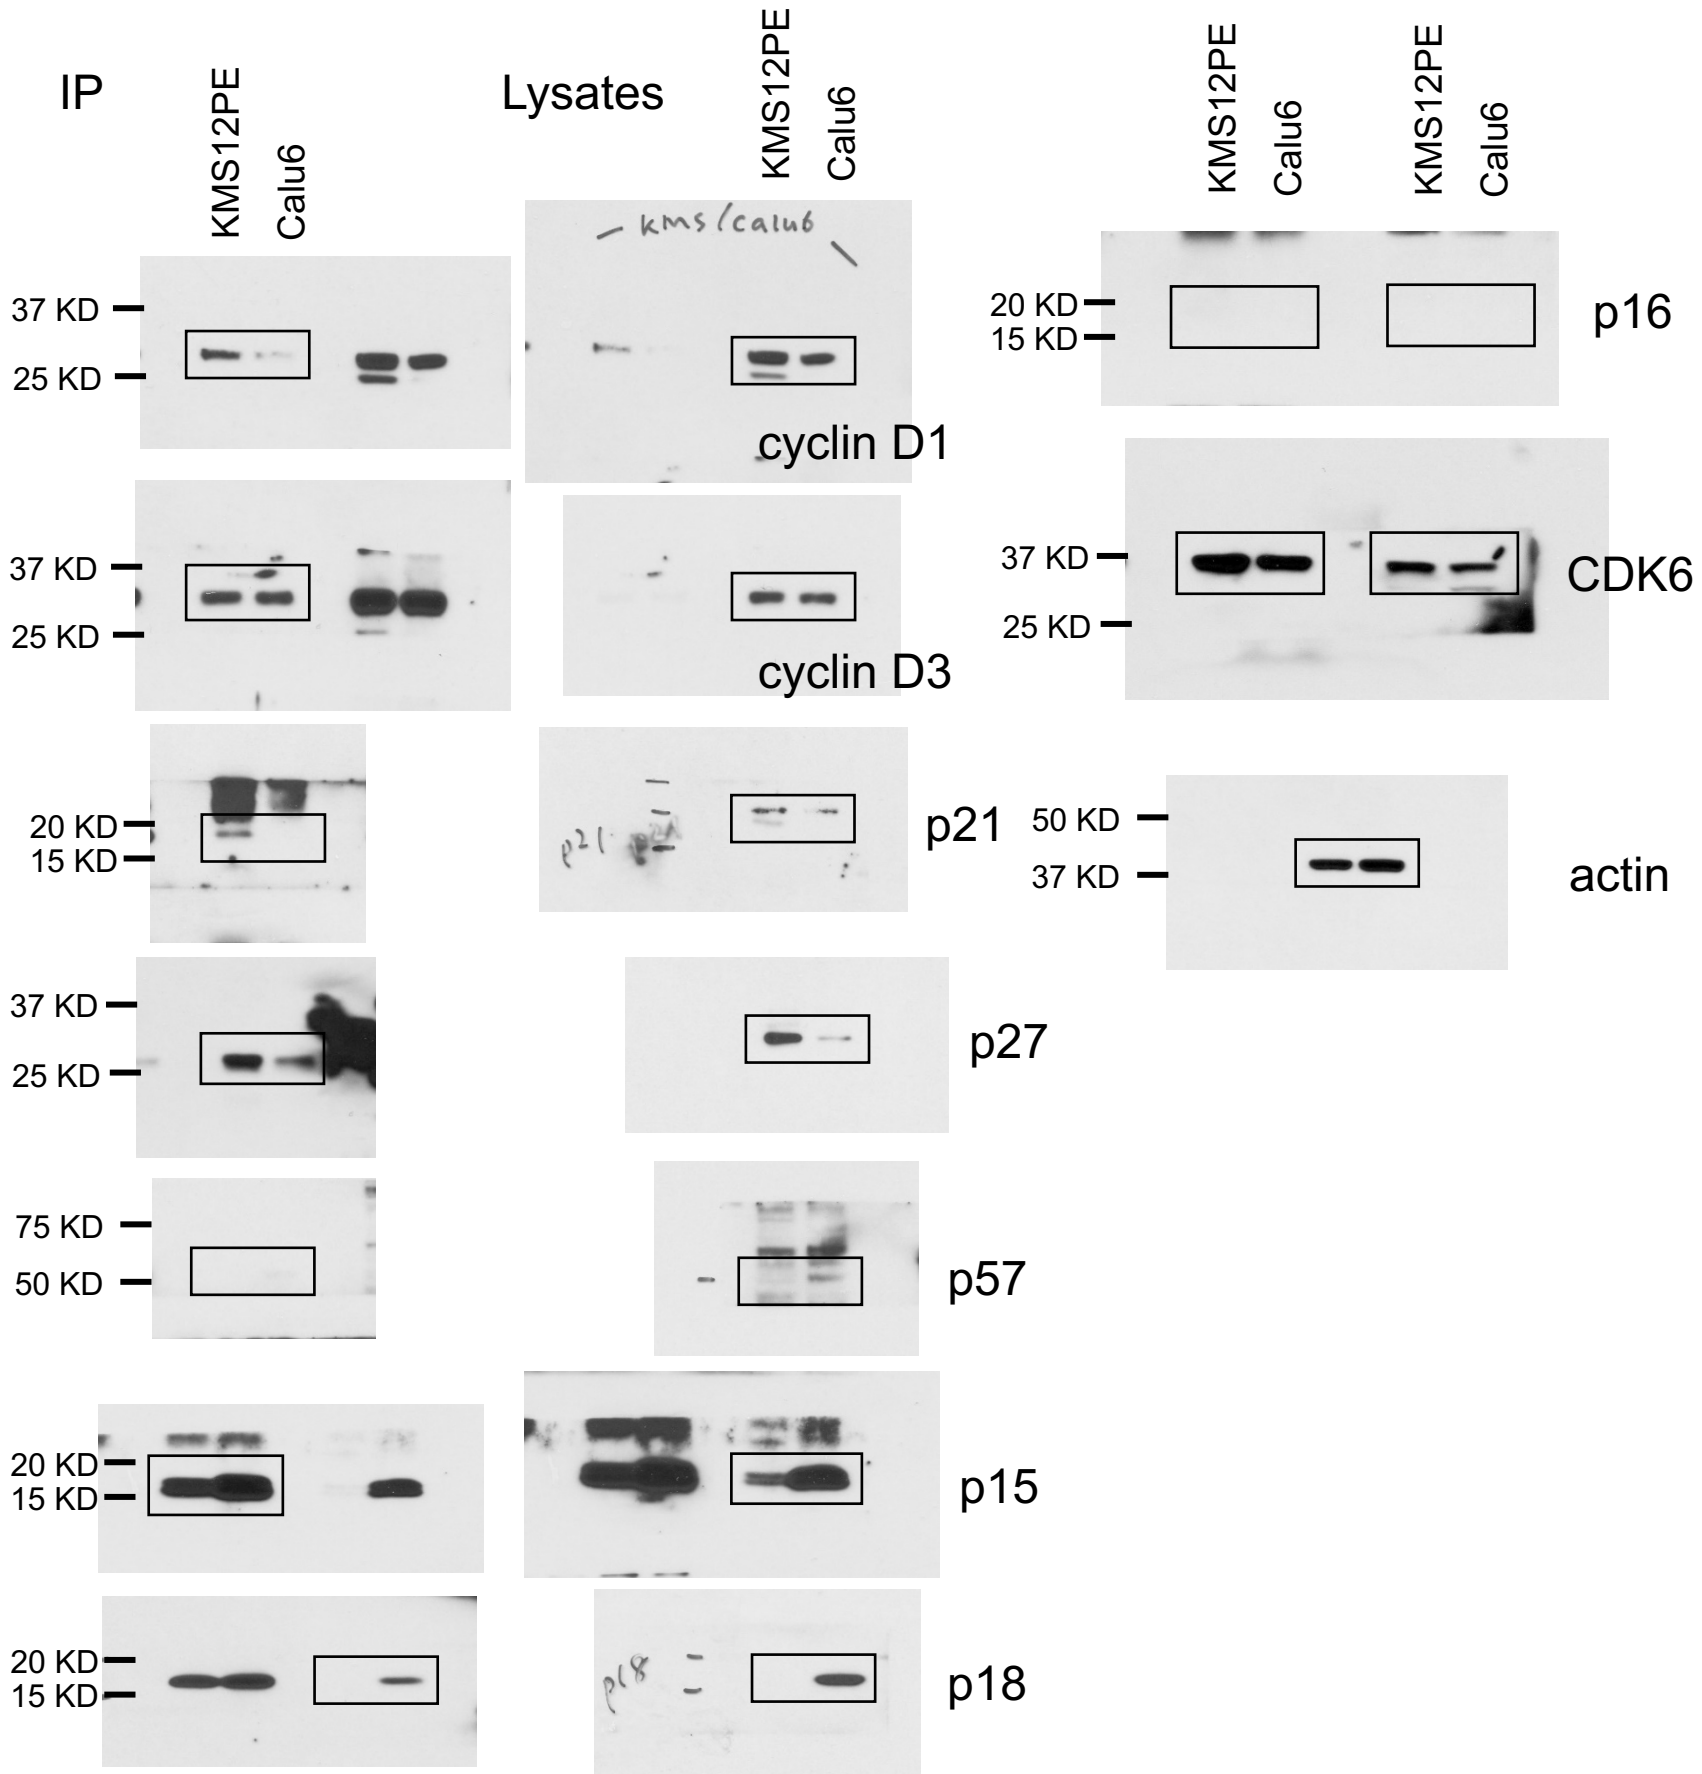 IP
KMS12PE
Calu6
Lysates
KMS12PE
Calu6
KMS12PE
Calu6
KMS12PE
Calu6
kms/calu6
37 KD
25 KD
cyclin D1
37 KD
25 KD
cyclin D3
20 KD
15 KD
p21
p21
37 KD
25 KD
p27
75 KD
50 KD
p57
20 KD
15 KD
p15
20 KD
15 KD
p18
p18
20 KD
15 KD
p16
37 KD
25 KD
CDK6
50 KD
37 KD
actin